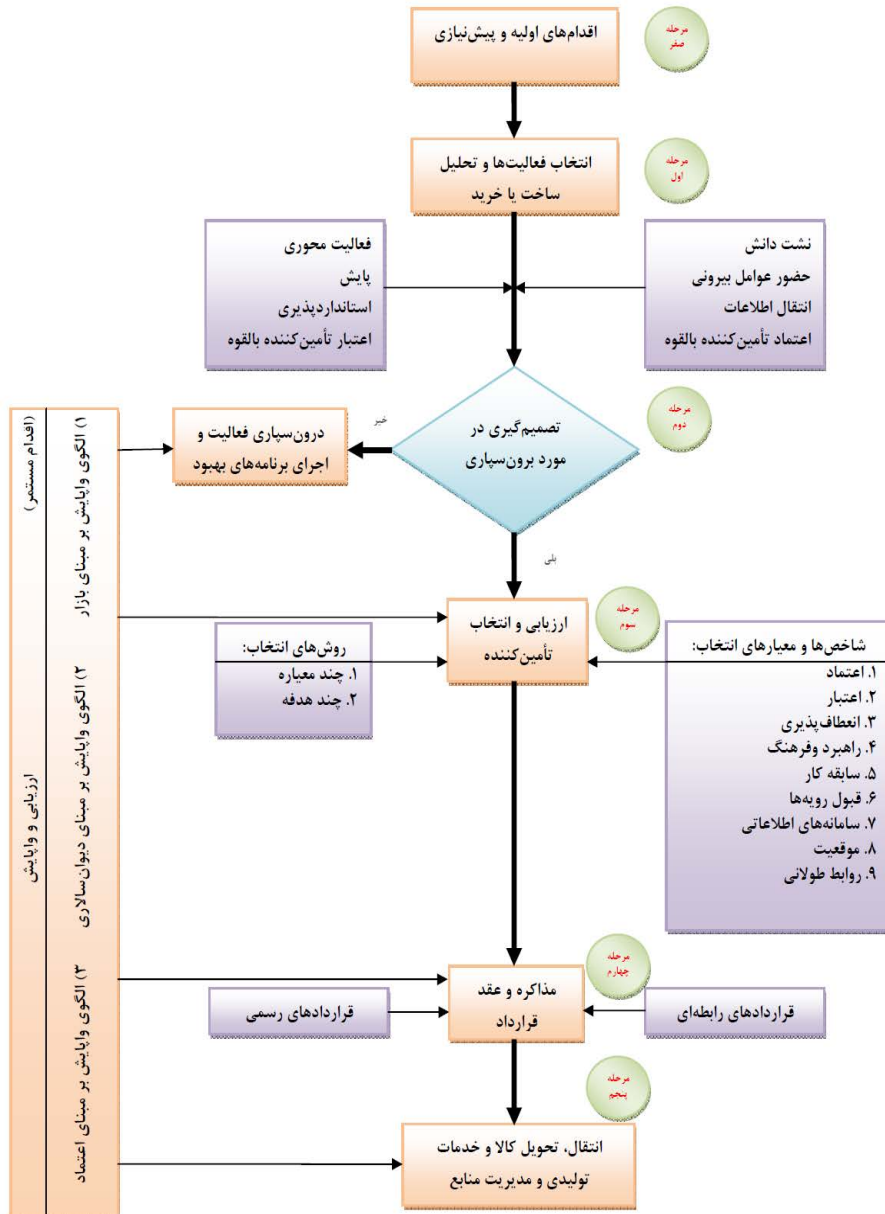 اقدام‌های اولیه و پیش‌نیازی
مرحله
صفر
انتخاب فعالیت‌ها و تحلیل
ساخت یا خرید
مرحله
اول
نشت دانش
حضور عوامل بیرونی
انتقال اطلاعات
اعتماد تأمین‌کننده بالقوه
فعالیت محوری
پایش
استانداردپذیری
اعتبار تأمین‌کننده بالقوه
تصمیم‌گیری در
مورد برون‌سپاری
مرحله
دوم
خیر
درون‌سپاری فعالیت و
اجرای برنامه‌های بهبود
بلی
ارزیابی و انتخاب
تأمین‌کننده
مرحله
سوم
شاخص‌ها و معیارهای انتخاب:
۱. اعتماد
۲. اعتبار
۳. انعطاف‌پذیری
۴. راهبرد وفرهنگ
۵. سابقه کار
۶. قبول رویه‌ها
۷. سامانه‌های اطلاعاتی
۸. موقعیت
۹. روابط طولانی
روش‌های انتخاب:
۱. چند معیاره
۲. چند هدفه
مذاکره و عقد
قرارداد
مرحله
چهارم
قراردادهای رابطه‌ای
قراردادهای رسمی
مرحله
پنجم
انتقال، تحویل کالا و خدمات
تولیدی و مدیریت منابع
ارزیابی و واپایش (اقدام مستمر)
۱) الگوی واپایش بر مبنای بازار
۲) الگوی واپایش بر مبنای دیوان‌سالاری
۳) الگوی واپایش بر مبنای اعتماد